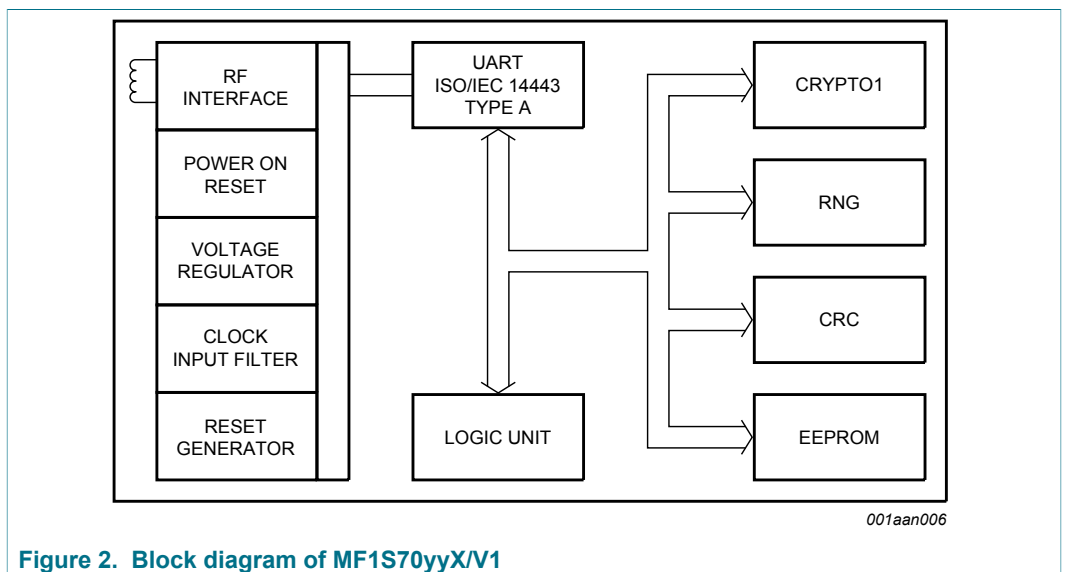 RF
INTERFACE
POWER ON
RESET
VOLTAGE
REGULATOR
CLOCK
INPUT FILTER
RESET
GENERATOR
UART
ISO/IEC 14443
TYPE A
LOGIC UNIT
CRYPTO1
RNG
CRC
EEPROM
001aan006
Figure 2. Block diagram of MF1S70yyX/V1